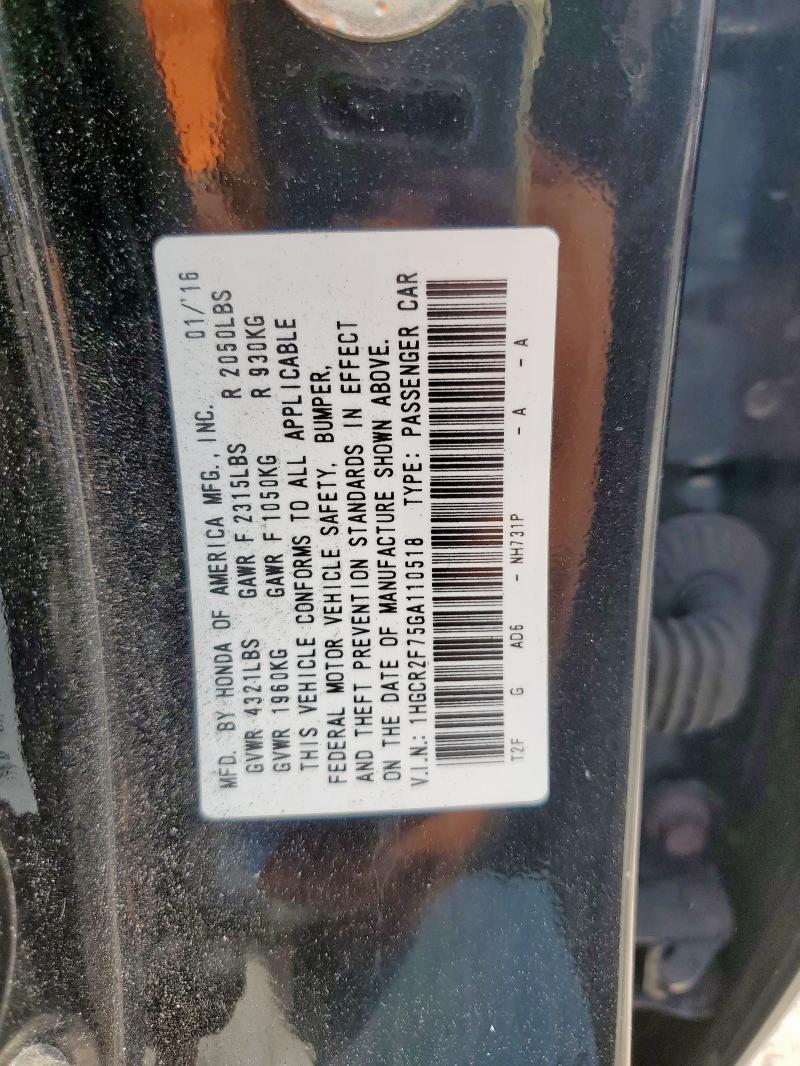 MFD. BY HONDA OF AMERICA MFG., INC. 01/'16
GVWR 4321LBS GAWR F 2315LBS R 2050LBS
GVWR 1960KG GAWR F 1050KG R 930KG
THIS VEHICLE CONFORMS TO ALL APPLICABLE
FEDERAL MOTOR VEHICLE SAFETY, BUMPER,
AND THEFT PREVENTION STANDARDS IN EFFECT
ON THE DATE OF MANUFACTURE SHOWN ABOVE.
V.I.N.: 1HGCR2F75GA110518 TYPE: PASSENGER CAR
T2F G AD6 - NH731P - A - A